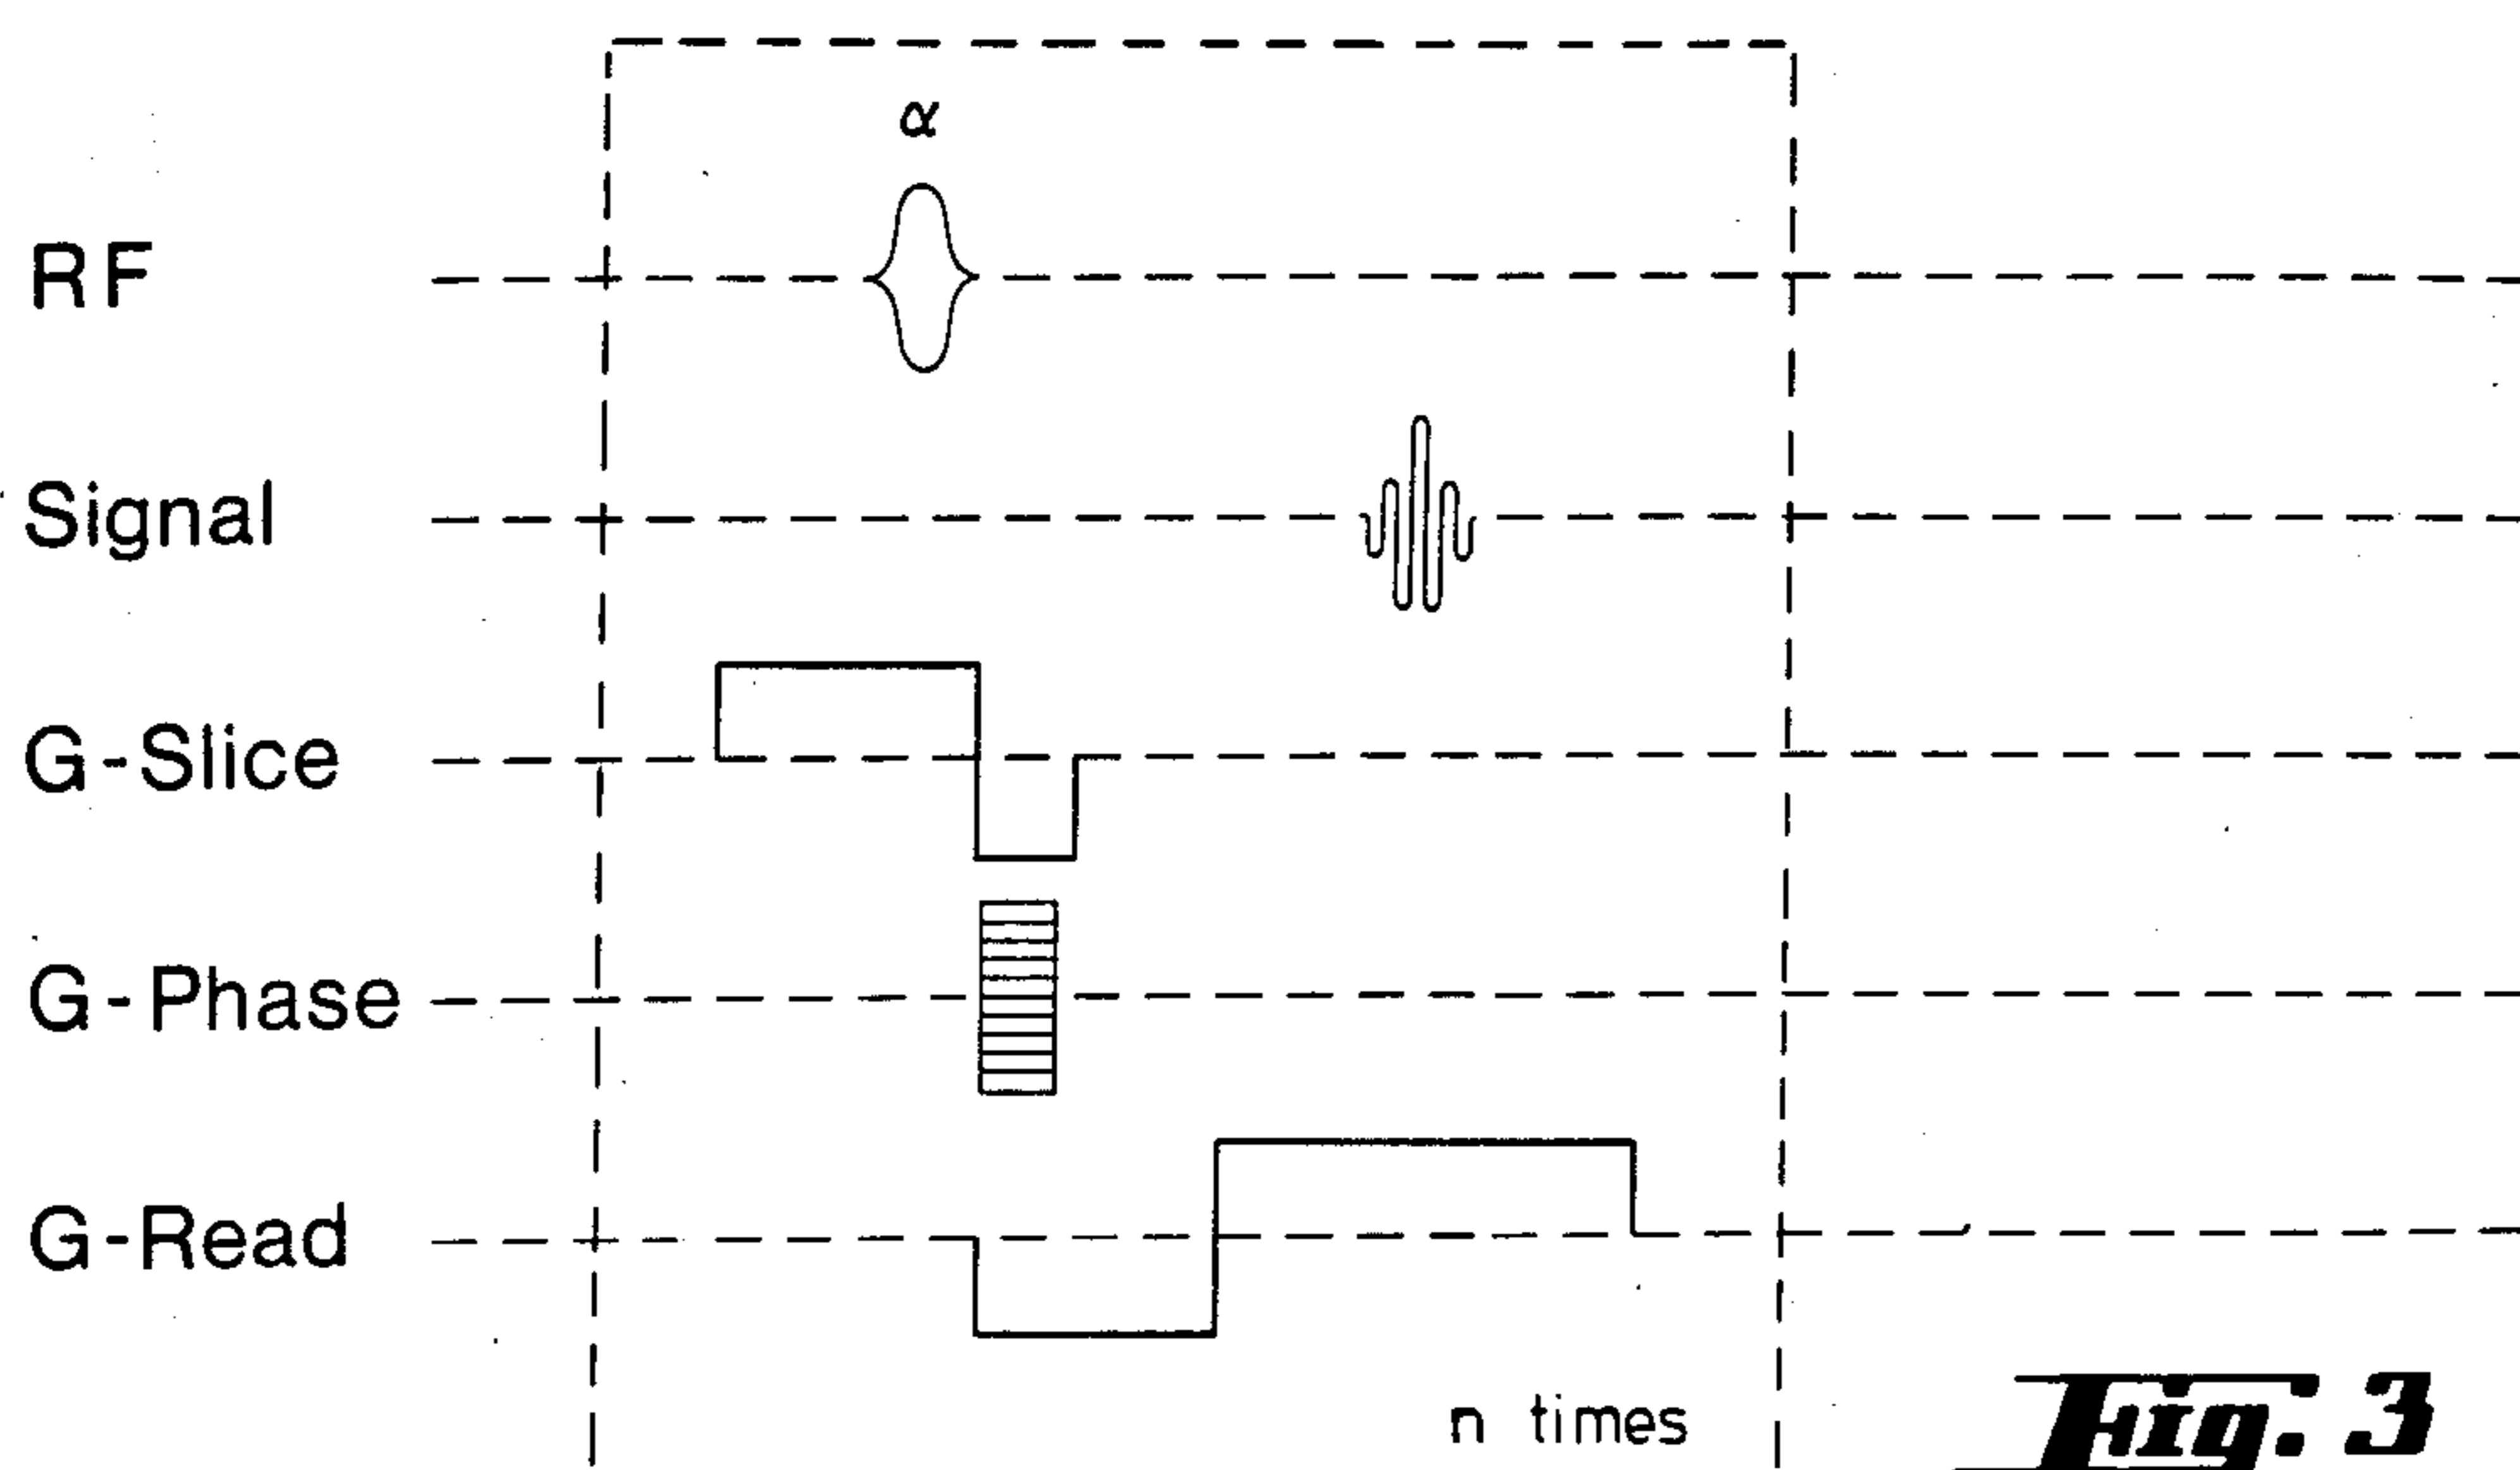 α
RF
Signal
G-Slice
G-Phase
G-Read
n times
Fig. 3